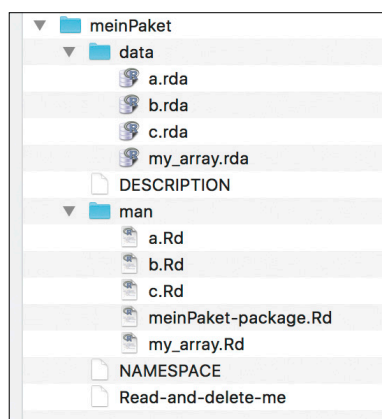 meinPaket
data
a.rda
b.rda
c.rda
my_array.rda
DESCRIPTION
man
a.Rd
b.Rd
c.Rd
meinPaket-package.Rd
my_array.Rd
NAMESPACE
Read-and-delete-me